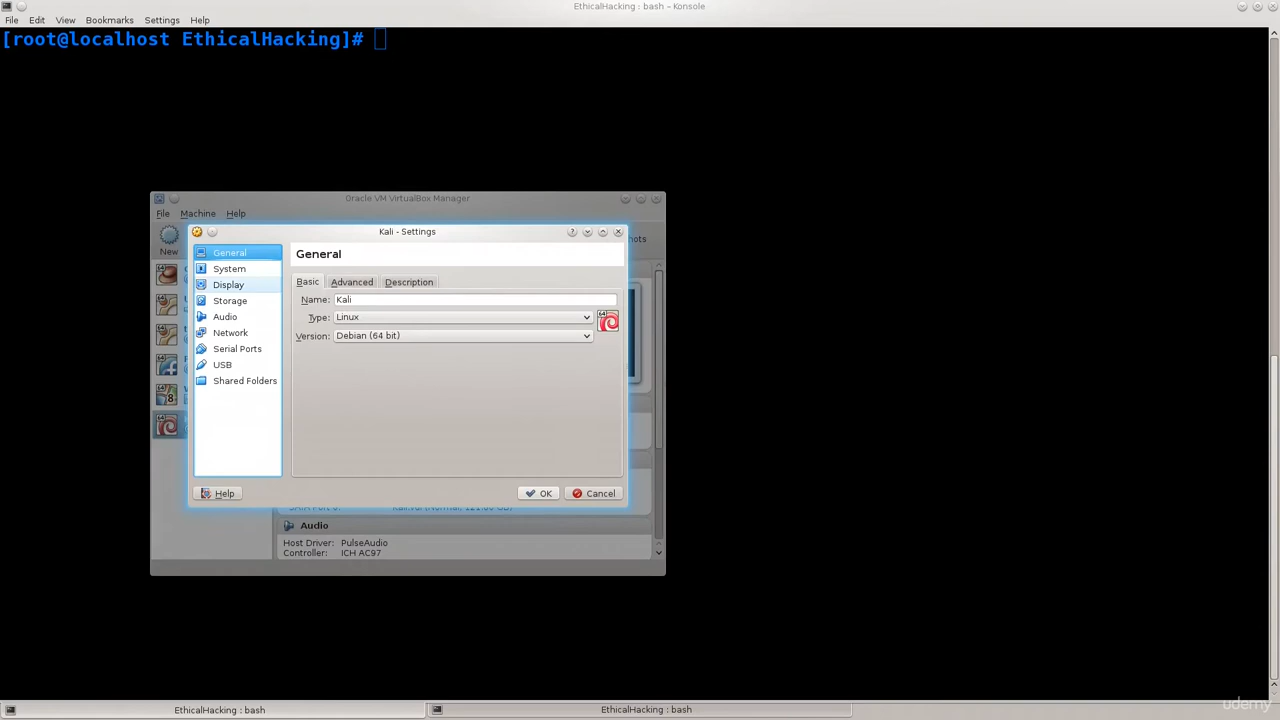 EthicalHacking : bash – Konsole
File Edit View Bookmarks Settings Help
[root@localhost EthicalHacking]#
Oracle VM VirtualBox Manager
File Machine Help
New
Kali - Settings
General
System
Display
Storage
Audio
Network
Serial Ports
USB
Shared Folders
General
Basic Advanced Description
Name: Kali
Type: Linux
Version: Debian (64 bit)
Help OK Cancel
Audio
Host Driver: PulseAudio
Controller: ICH AC97
EthicalHacking : bash
EthicalHacking : bash
udemy